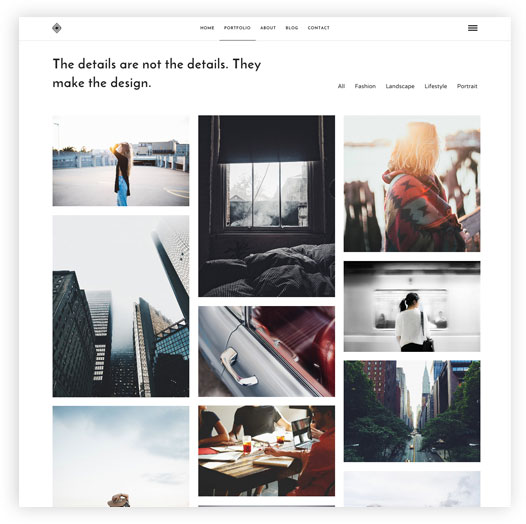 HOME PORTFOLIO ABOUT BLOG CONTACT
The details are not the details. They
make the design.
All Fashion Landscape Lifestyle Portrait